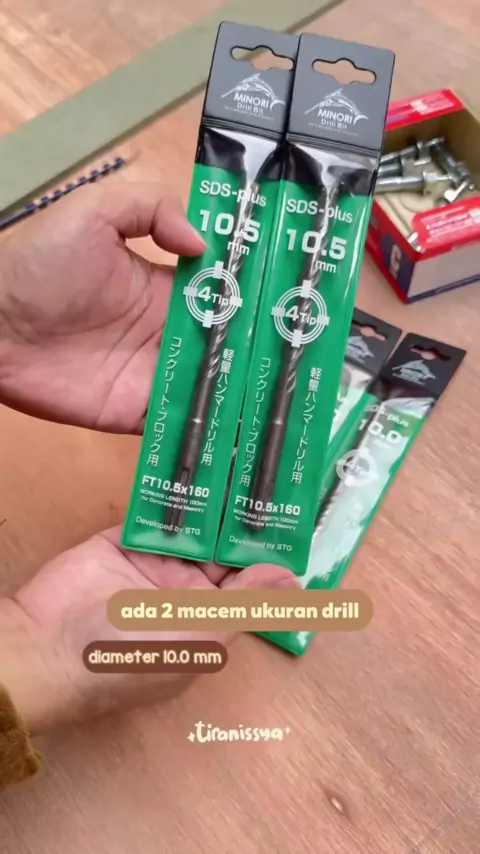 MINORI
Drill Bit
SDS-plus
10.5
mm
4Tip
コンクリート・ブロック用
軽量ハンマードリル用
FT10.5x160
WORKING LENGTH 100mm
for Concrete and Masonry
Developed by STG
MINORI
Drill Bit
SDS-plus
10.5
mm
4Tip
コンクリート・ブロック用
軽量ハンマードリル用
FT10.5x160
WORKING LENGTH 100mm
for Concrete and Masonry
Developed by STG
SDS-plus
10.0
ada 2 macem ukuran drill
diameter 10.0 mm
tiranissya